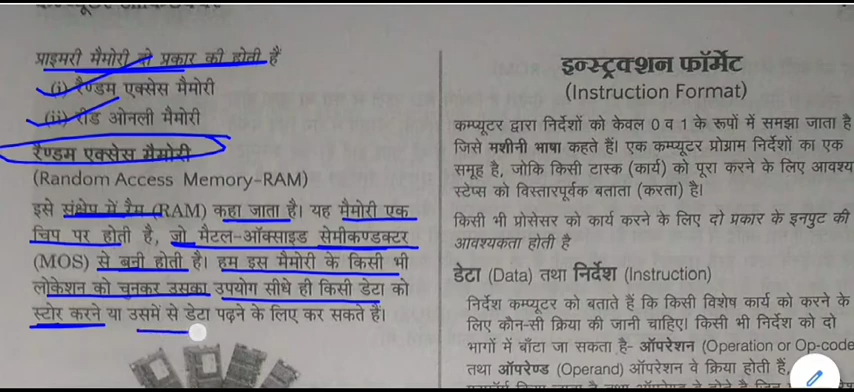 प्राइमरी मैमोरी दो प्रकार की होती हैं
(i) रैण्डम एक्सेस मैमोरी
(ii) रीड ओनली मैमोरी
रैण्डम एक्सेस मैमोरी
(Random Access Memory-RAM)
इसे संक्षेप में रैम (RAM) कहा जाता है। यह मैमोरी एक
चिप पर होती है, जो मैटल-ऑक्साइड सेमीकण्डक्टर
(MOS) से बनी होती है। हम इस मैमोरी के किसी भी
लोकेशन को चुनकर उसका उपयोग सीधे ही किसी डेटा को
स्टोर करने या उसमें से डेटा पढ़ने के लिए कर सकते हैं।
इन्स्ट्रक्शन फॉर्मेट
(Instruction Format)
कम्प्यूटर द्वारा निर्देशों को केवल 0 व 1 के रूपों में समझा जाता है
जिसे मशीनी भाषा कहते हैं। एक कम्प्यूटर प्रोग्राम निर्देशों का एक
समूह है, जोकि किसी टास्क (कार्य) को पूरा करने के लिए आवश्य
स्टेप्स को विस्तारपूर्वक बताता (करता) है।
किसी भी प्रोसेसर को कार्य करने के लिए दो प्रकार के इनपुट की
आवश्यकता होती है
डेटा (Data) तथा निर्देश (Instruction)
निर्देश कम्प्यूटर को बताते हैं कि किसी विशेष कार्य को करने के
लिए कौन-सी क्रिया की जानी चाहिए। किसी भी निर्देश को दो
भागों में बाँटा जा सकता है- ऑपरेशन (Operation or Op-code
तथा ऑपरेण्ड (Operand) ऑपरेशन वे क्रिया होती हैं,